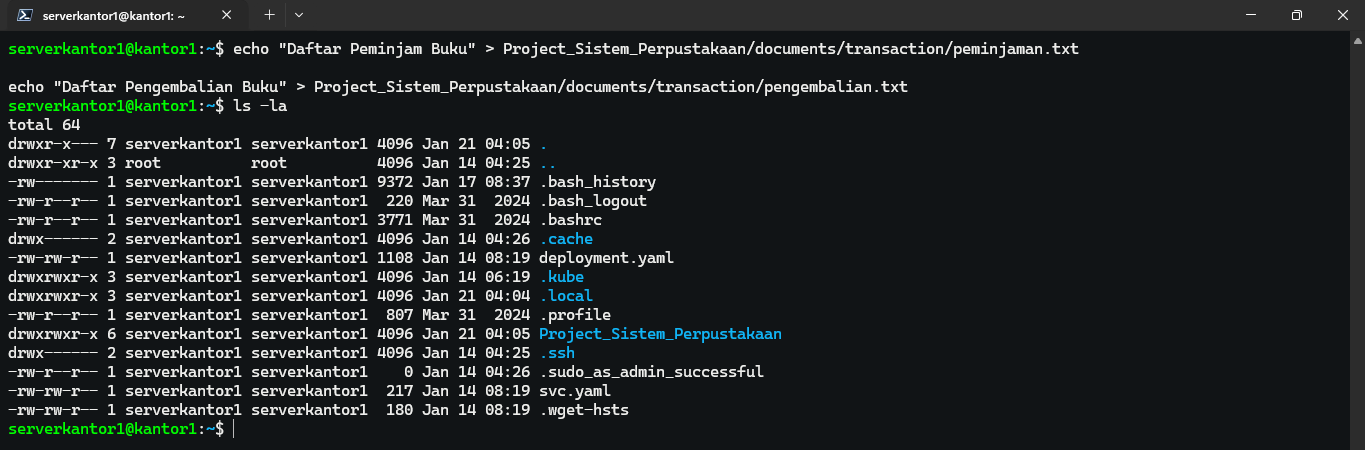 serverkantor1@kantor1: ~
serverkantor1@kantor1:~$ echo "Daftar Peminjam Buku" > Project_Sistem_Perpustakaan/documents/transaction/peminjaman.txt
echo "Daftar Pengembalian Buku" > Project_Sistem_Perpustakaan/documents/transaction/pengembalian.txt
serverkantor1@kantor1:~$ ls -la
total 64
drwxr-x--- 7 serverkantor1 serverkantor1 4096 Jan 21 04:05 .
drwxr-xr-x 3 root          root          4096 Jan 14 04:25 ..
-rw------- 1 serverkantor1 serverkantor1 9372 Jan 17 08:37 .bash_history
-rw-r--r-- 1 serverkantor1 serverkantor1  220 Mar 31  2024 .bash_logout
-rw-r--r-- 1 serverkantor1 serverkantor1 3771 Mar 31  2024 .bashrc
drwx------ 2 serverkantor1 serverkantor1 4096 Jan 14 04:26 .cache
-rw-rw-r-- 1 serverkantor1 serverkantor1 1108 Jan 14 08:19 deployment.yaml
drwxrwxr-x 3 serverkantor1 serverkantor1 4096 Jan 14 06:19 .kube
drwxrwxr-x 3 serverkantor1 serverkantor1 4096 Jan 21 04:04 .local
-rw-r--r-- 1 serverkantor1 serverkantor1  807 Mar 31  2024 .profile
drwxrwxr-x 6 serverkantor1 serverkantor1 4096 Jan 21 04:05 Project_Sistem_Perpustakaan
drwx------ 2 serverkantor1 serverkantor1 4096 Jan 14 04:25 .ssh
-rw-r--r-- 1 serverkantor1 serverkantor1    0 Jan 14 04:26 .sudo_as_admin_successful
-rw-rw-r-- 1 serverkantor1 serverkantor1  217 Jan 14 08:19 svc.yaml
-rw-rw-r-- 1 serverkantor1 serverkantor1  180 Jan 14 08:19 .wget-hsts
serverkantor1@kantor1:~$